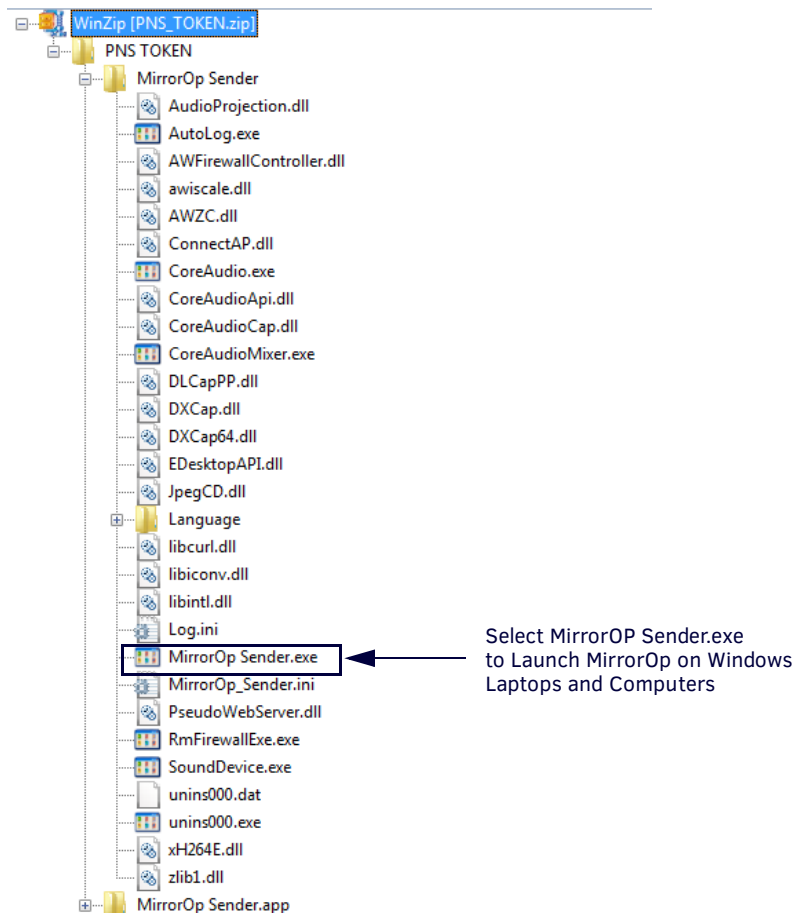 WinZip [PNS_TOKEN.zip]
PNS TOKEN
MirrorOp Sender
AudioProjection.dll
AutoLog.exe
AWFirewallController.dll
awiscale.dll
AWZC.dll
ConnectAP.dll
CoreAudio.exe
CoreAudioApi.dll
CoreAudioCap.dll
CoreAudioMixer.exe
DLCapPP.dll
DXCap.dll
DXCap64.dll
EDesktopAPI.dll
JpegCD.dll
Language
libcurl.dll
libiconv.dll
libintl.dll
Log.ini
MirrorOp Sender.exe
MirrorOp_Sender.ini
PseudoWebServer.dll
RmFirewallExe.exe
SoundDevice.exe
unins000.dat
unins000.exe
xH264E.dll
zlib1.dll
MirrorOp Sender.app
Select MirrorOP Sender.exe
to Launch MirrorOp on Windows
Laptops and Computers